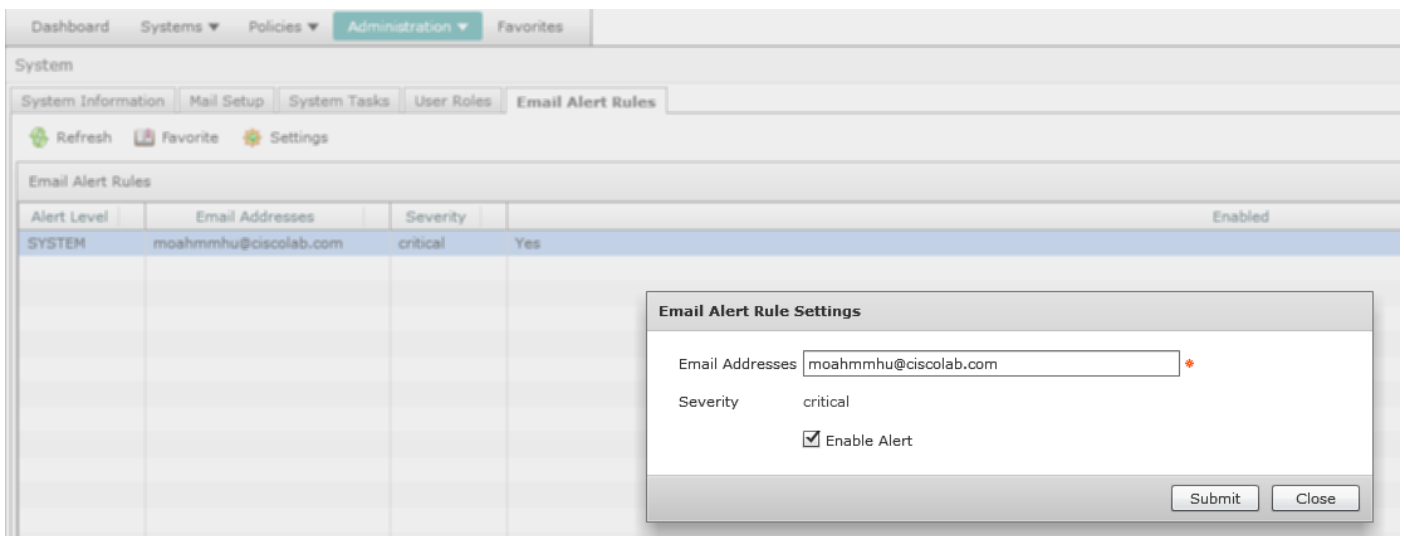 Dashboard Systems ▼ Policies ▼ Administration ▼ Favorites
System
System Information Mail Setup System Tasks User Roles Email Alert Rules
Refresh Favorite Settings
Email Alert Rules
Alert Level Email Addresses Severity Enabled
SYSTEM moahmmhu@ciscolab.com critical Yes
Email Alert Rule Settings
Email Addresses moahmmhu@ciscolab.com *
Severity critical
Enable Alert
Submit Close